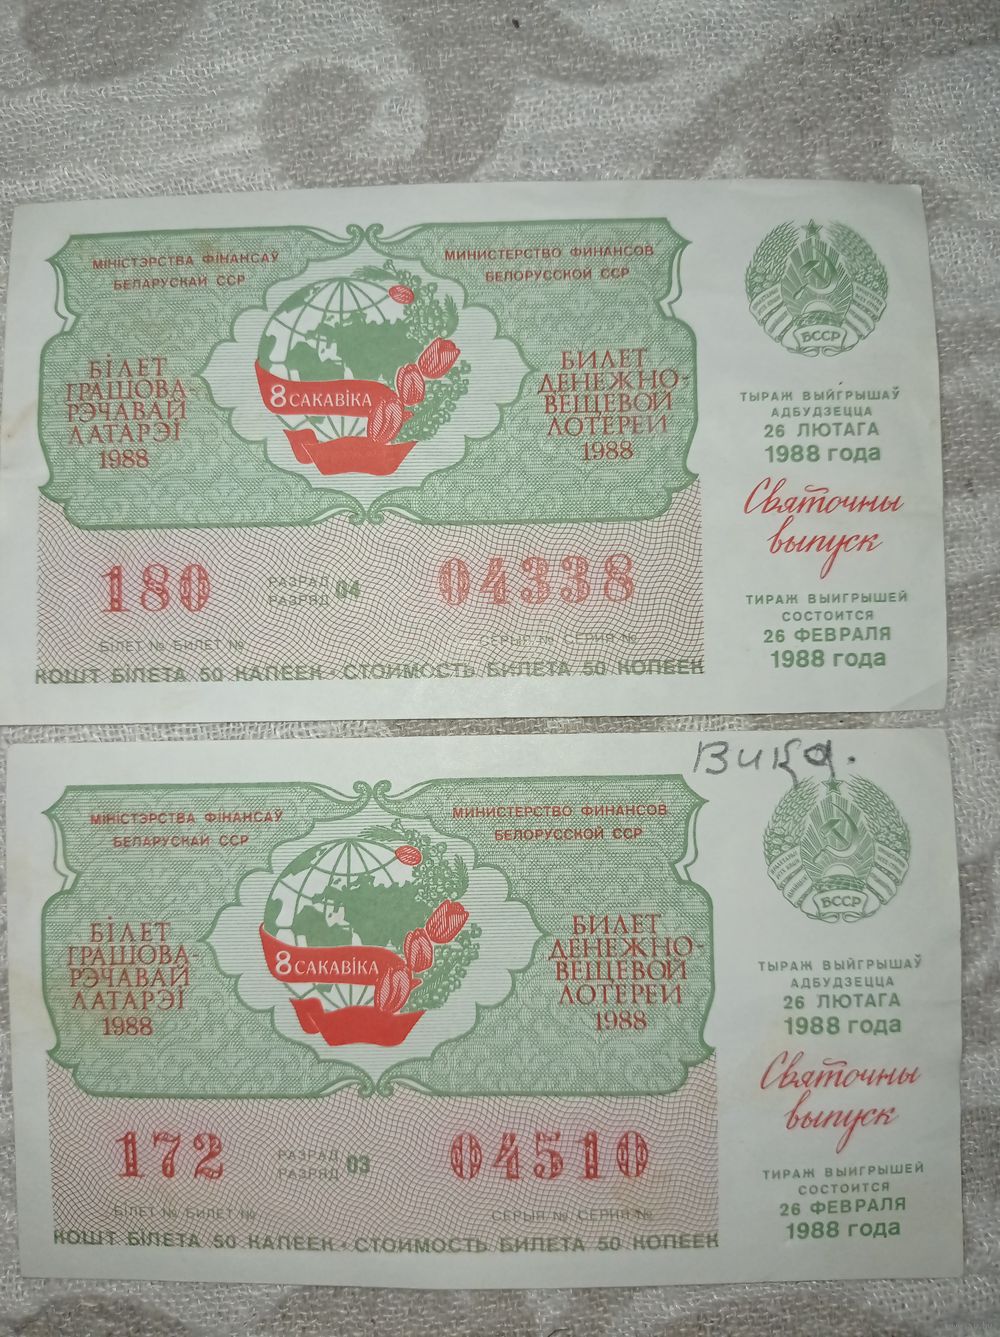 МІНІСТЭРСТВА ФІНАНСАЎ
БЕЛАРУСКАЙ ССР
МИНИСТЕРСТВО ФИНАНСОВ
БЕЛОРУССКОЙ ССР
БІЛЕТ
ГРАШОВА-
РЭЧАВАЙ
ЛАТАРЭІ
1988
8 САКАВІКА
БИЛЕТ
ДЕНЕЖНО-
ВЕЩЕВОЙ
ЛОТЕРЕИ
1988
180
РАЗРАД
РАЗРЯД 04
04338
БІЛЕТ № БИЛЕТ №
СЕРЫЯ № СЕРИЯ №
КОШТ БІЛЕТА 50 КАПЕЕК · СТОИМОСТЬ БИЛЕТА 50 КОПЕЕК
БССР
ТЫРАЖ ВЫЙГРЫШАЎ
АДБУДЗЕЦЦА
26 ЛЮТАГА
1988 года
Святочны
выпуск
ТИРАЖ ВЫИГРЫШЕЙ
СОСТОИТСЯ
26 ФЕВРАЛЯ
1988 года
Вика.
МІНІСТЭРСТВА ФІНАНСАЎ
БЕЛАРУСКАЙ ССР
МИНИСТЕРСТВО ФИНАНСОВ
БЕЛОРУССКОЙ ССР
БІЛЕТ
ГРАШОВА-
РЭЧАВАЙ
ЛАТАРЭІ
1988
8 САКАВІКА
БИЛЕТ
ДЕНЕЖНО-
ВЕЩЕВОЙ
ЛОТЕРЕИ
1988
172
РАЗРАД
РАЗРЯД 03
04510
БІЛЕТ № БИЛЕТ №
СЕРЫЯ № СЕРИЯ №
КОШТ БІЛЕТА 50 КАПЕЕК · СТОИМОСТЬ БИЛЕТА 50 КОПЕЕК
БССР
ТЫРАЖ ВЫЙГРЫШАЎ
АДБУДЗЕЦЦА
26 ЛЮТАГА
1988 года
Святочны
выпуск
ТИРАЖ ВЫИГРЫШЕЙ
СОСТОИТСЯ
26 ФЕВРАЛЯ
1988 года